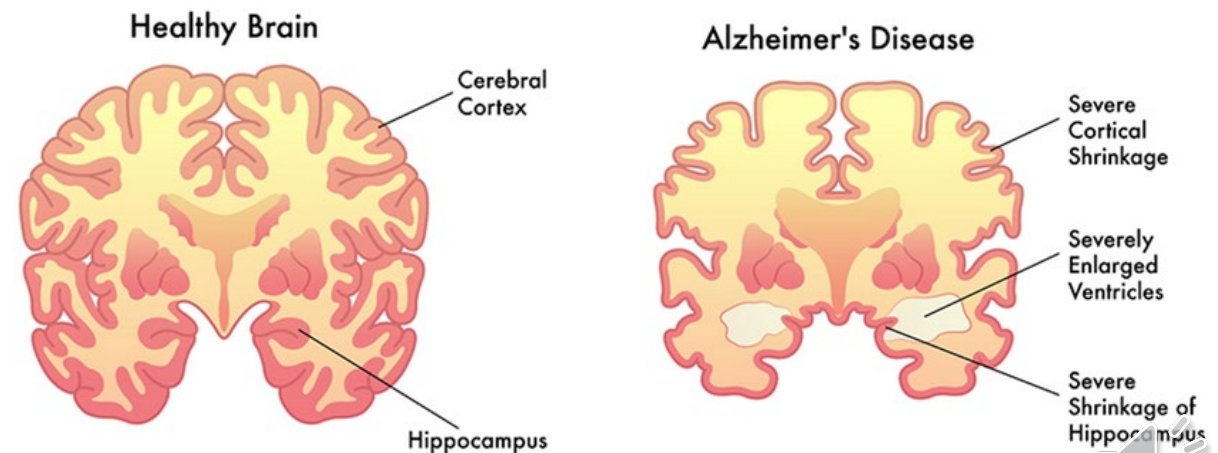 Healthy Brain
Cerebral
Cortex
Hippocampus
Alzheimer's Disease
Severe
Cortical
Shrinkage
Severely
Enlarged
Ventricles
Severe
Shrinkage of
Hippocampus